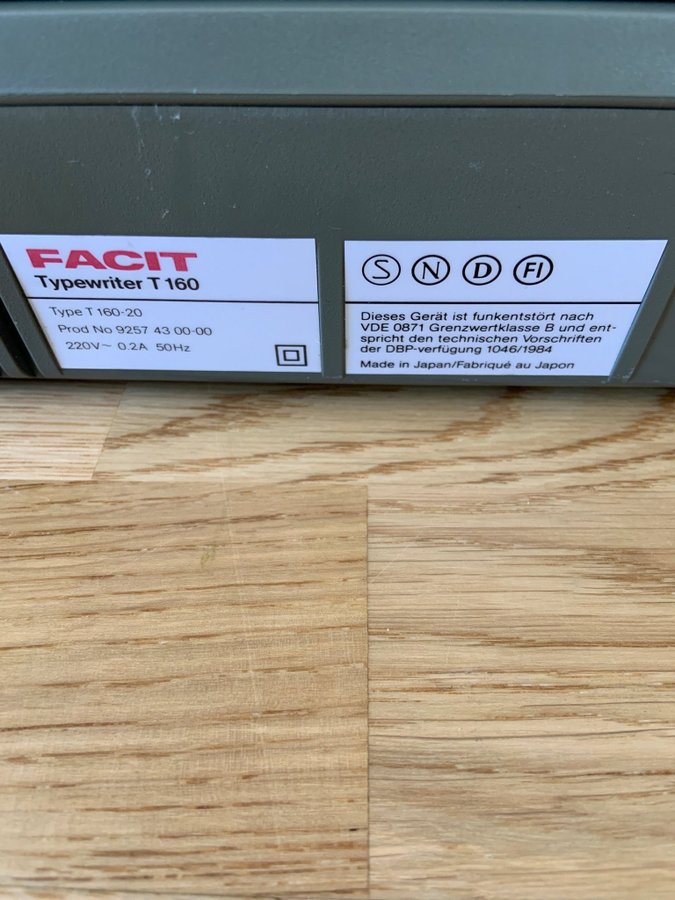 FACIT
Typewriter T 160
Type T 160-20
Prod No 9257 43 00-00
220V~ 0.2A 50Hz
S N D FI
Dieses Gerät ist funkentstört nach
VDE 0871 Grenzwertklasse B und ent-
spricht den technischen Vorschriften
der DBP-verfügung 1046/1984
Made in Japan/Fabriqué au Japon